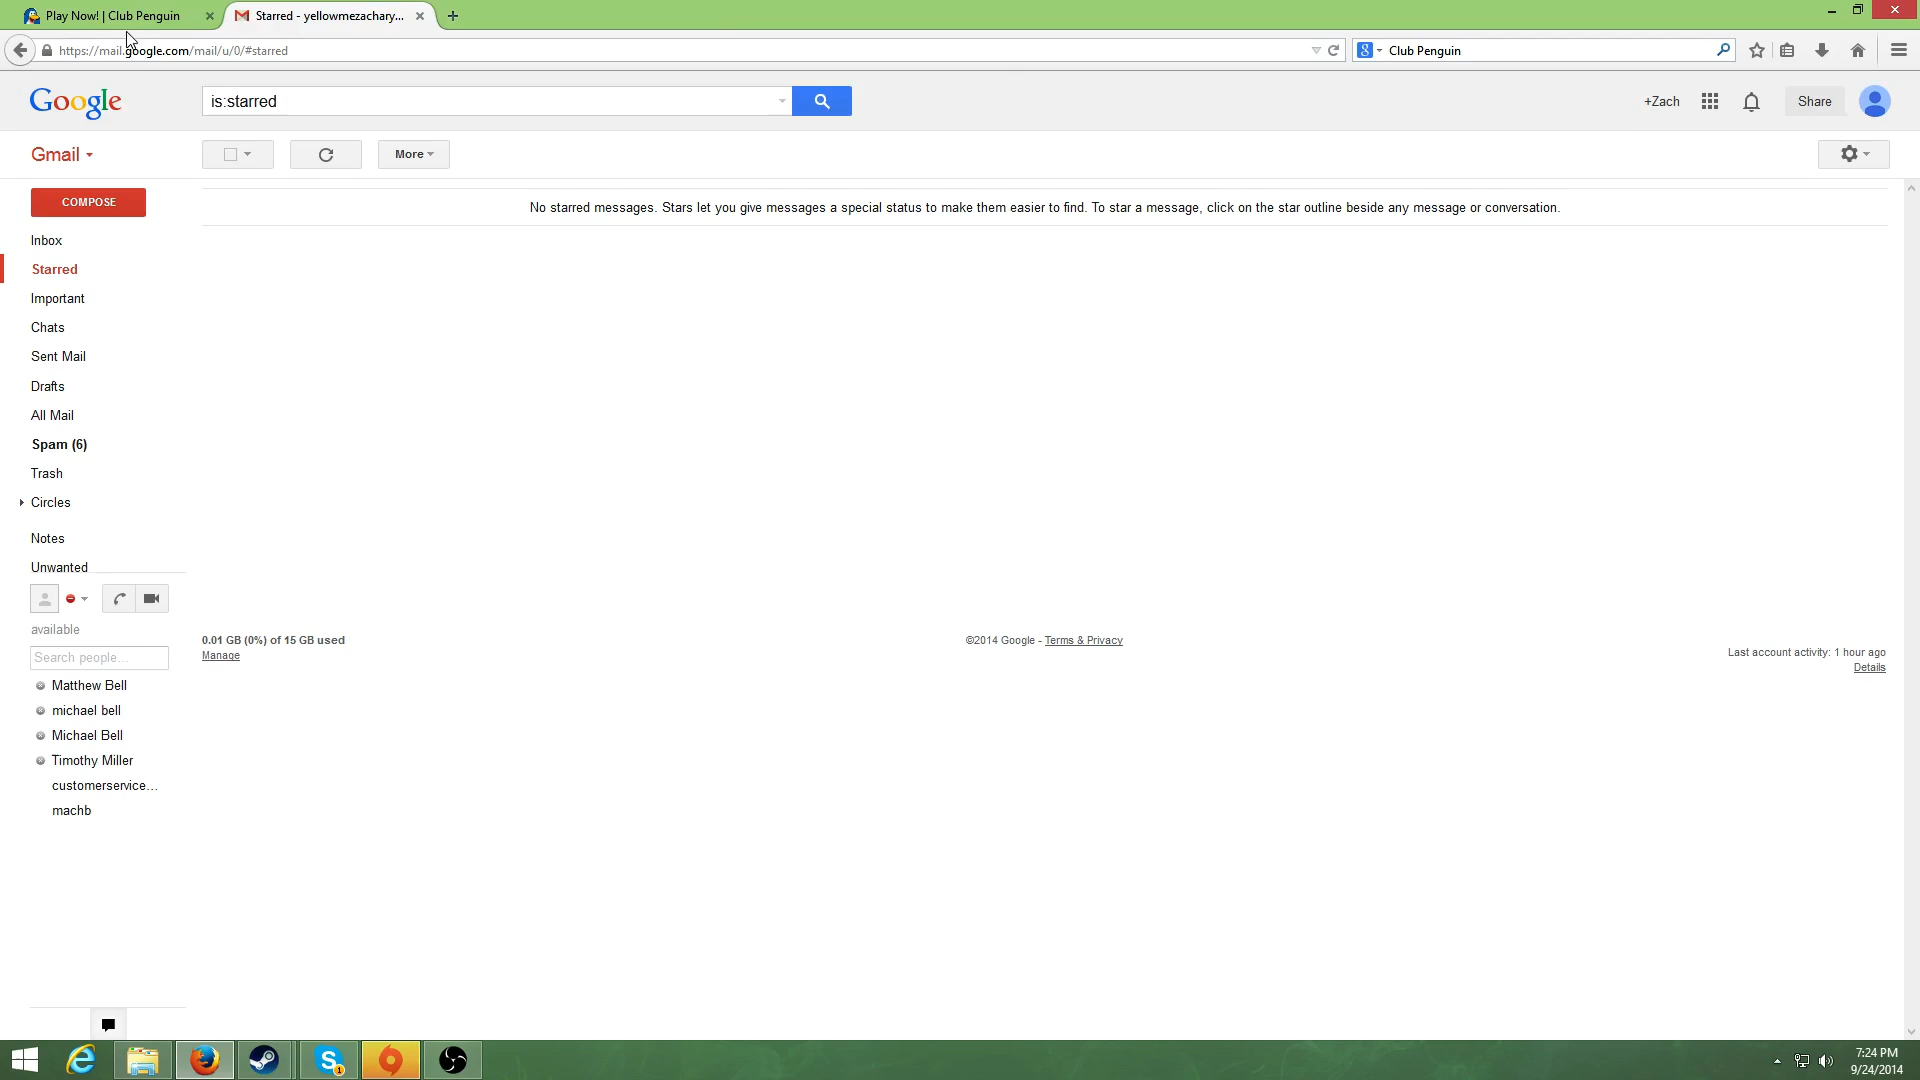 Play Now! | Club Penguin
Starred - yellowmezachary...
https://mail.google.com/mail/u/0/#starred
Club Penguin
Google
is:starred
+Zach
Share
Gmail
More
COMPOSE
No starred messages. Stars let you give messages a special status to make them easier to find. To star a message, click on the star outline beside any message or conversation.
Inbox
Starred
Important
Chats
Sent Mail
Drafts
All Mail
Spam (6)
Trash
Circles
Notes
Unwanted
available
Search people...
Matthew Bell
michael bell
Michael Bell
Timothy Miller
customerservice...
machb
0.01 GB (0%) of 15 GB used
Manage
©2014 Google - Terms & Privacy
Last account activity: 1 hour ago
Details
7:24 PM
9/24/2014